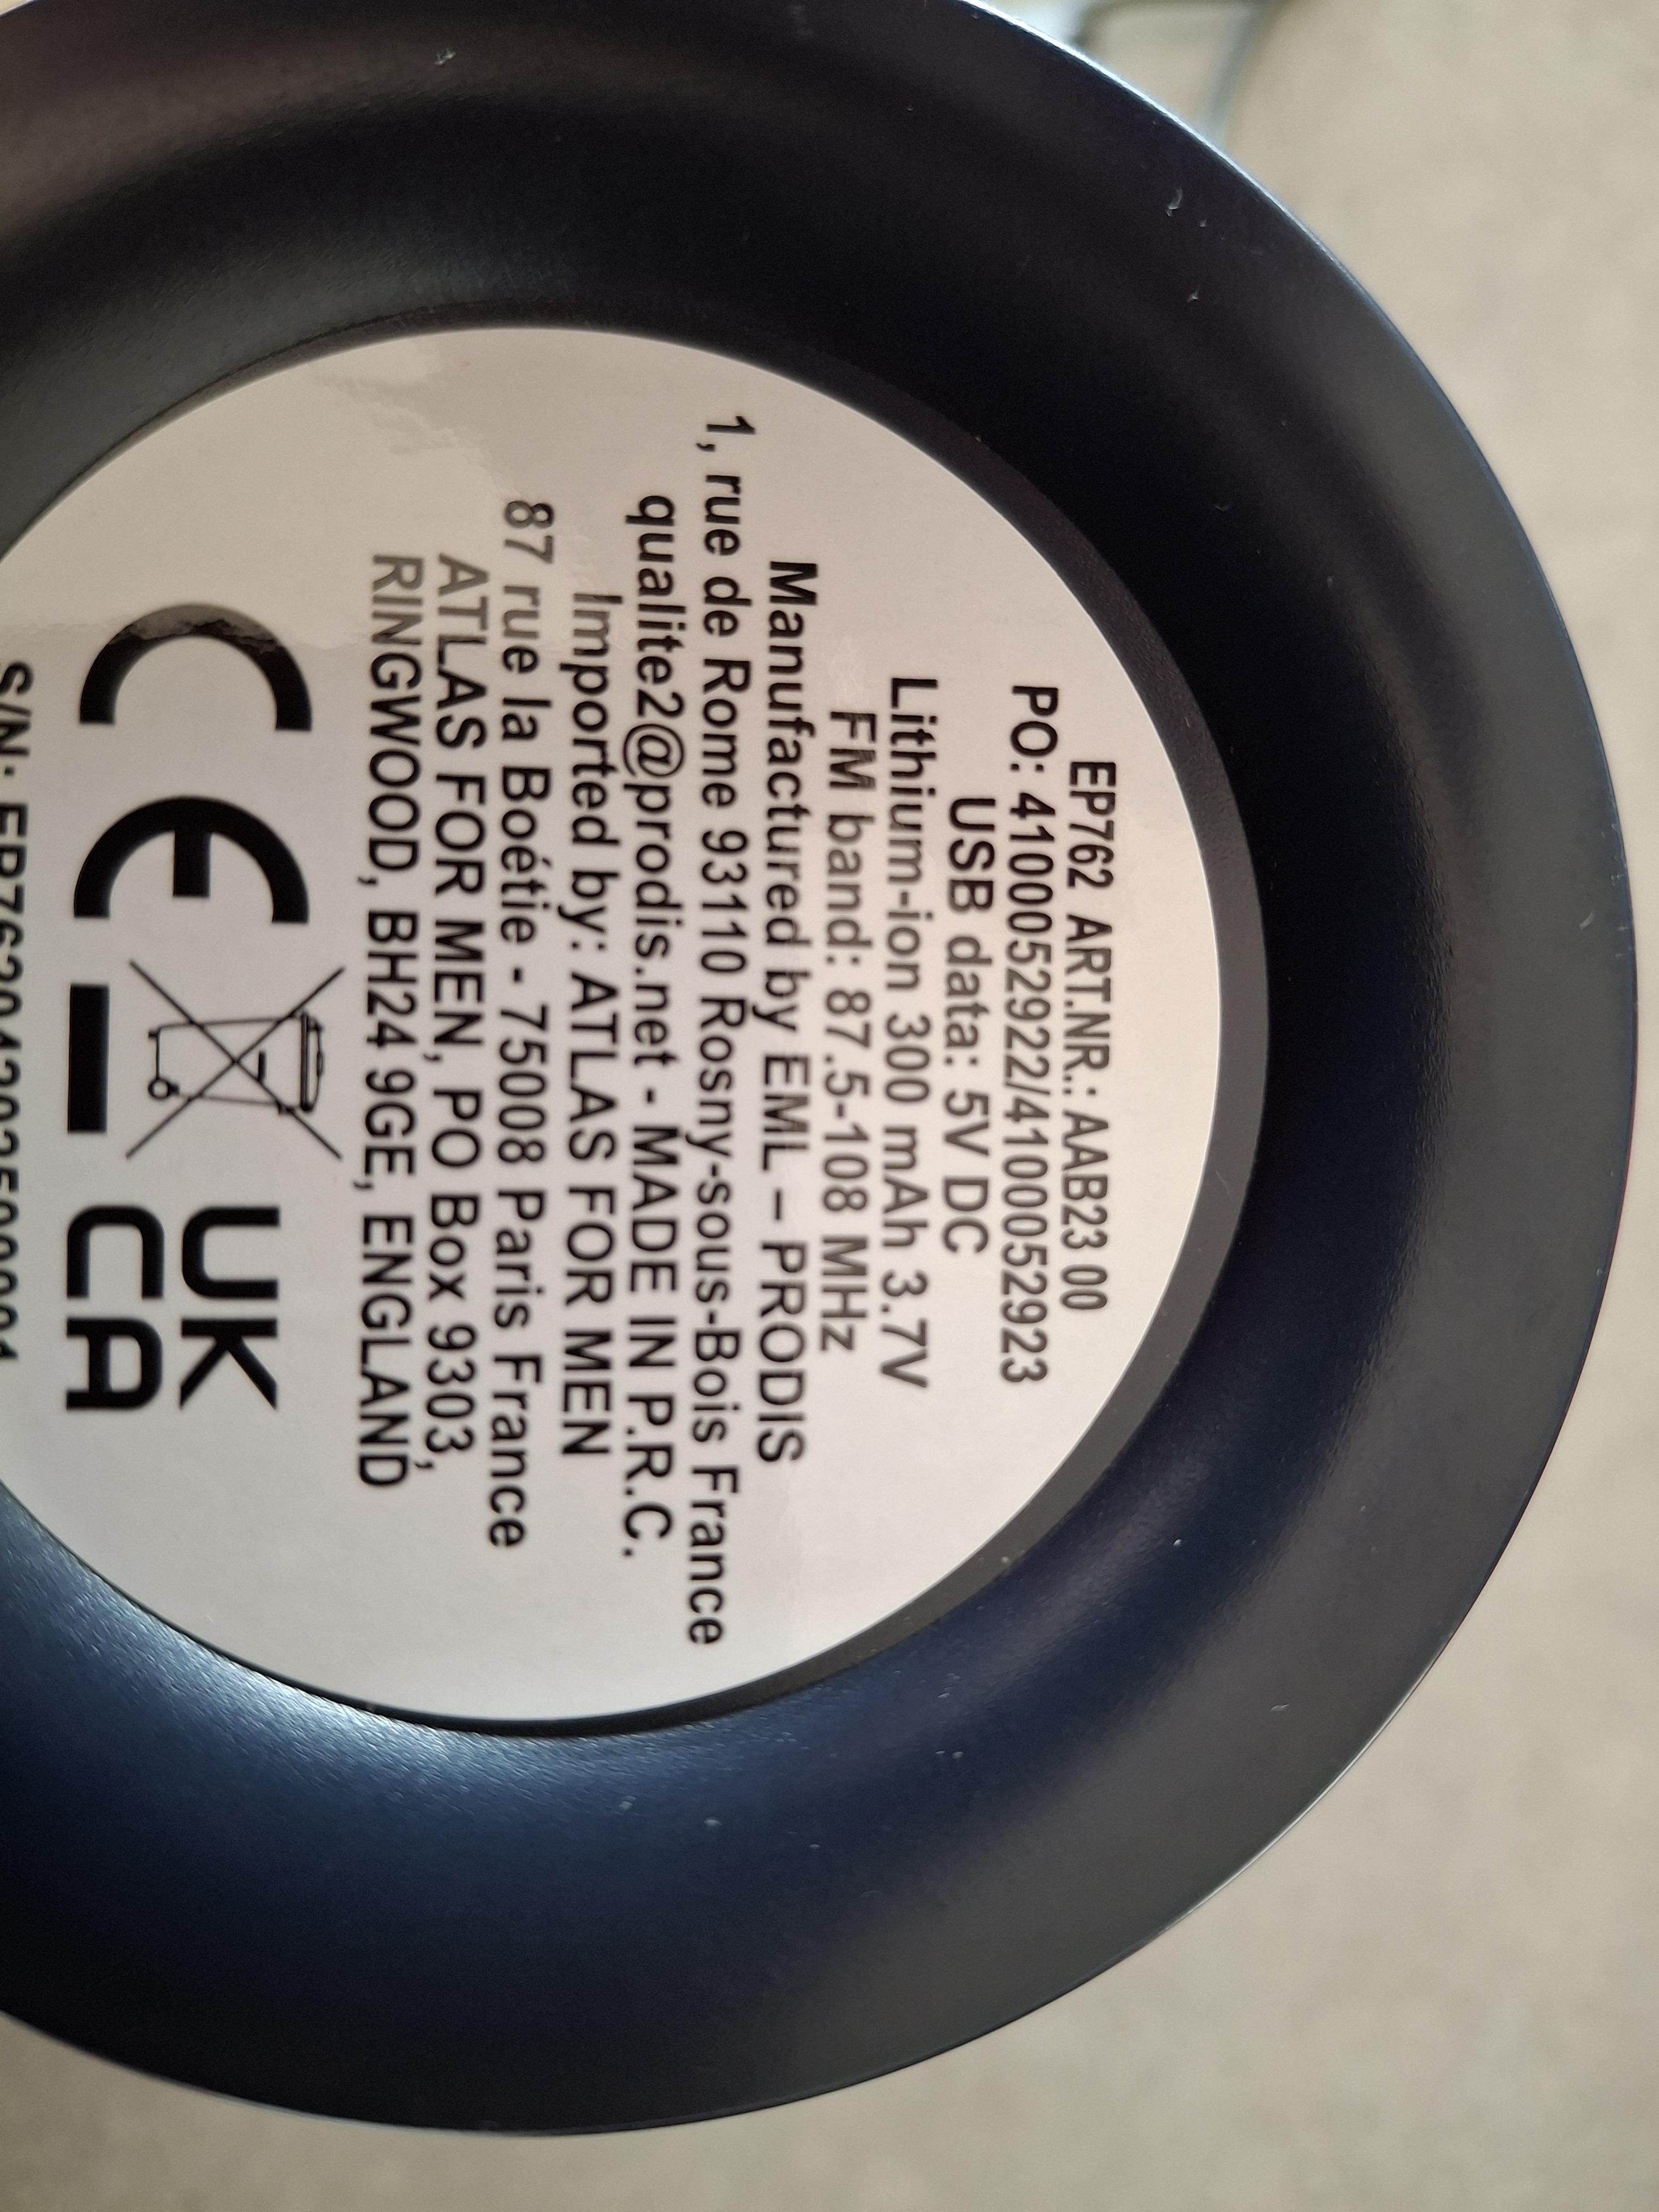 EP762 ART.NR.: AAB23 00
PO: 4100052922/4100052923
USB data: 5V DC
Lithium-ion 300 mAh 3.7V
FM band: 87.5-108 MHz
Manufactured by EML – PRODIS
1, rue de Rome 93110 Rosny-sous-Bois France
qualite2@prodis.net - MADE IN P.R.C.
Imported by: ATLAS FOR MEN
87 rue la Boétie - 75008 Paris France
ATLAS FOR MEN, PO Box 9303,
RINGWOOD, BH24 9GE, ENGLAND
CE
UK
CA
S/N: